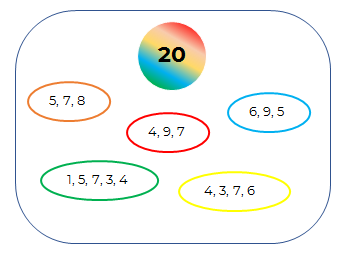 20
5, 7, 8
6, 9, 5
4, 9, 7
1, 5, 7, 3, 4
4, 3, 7, 6